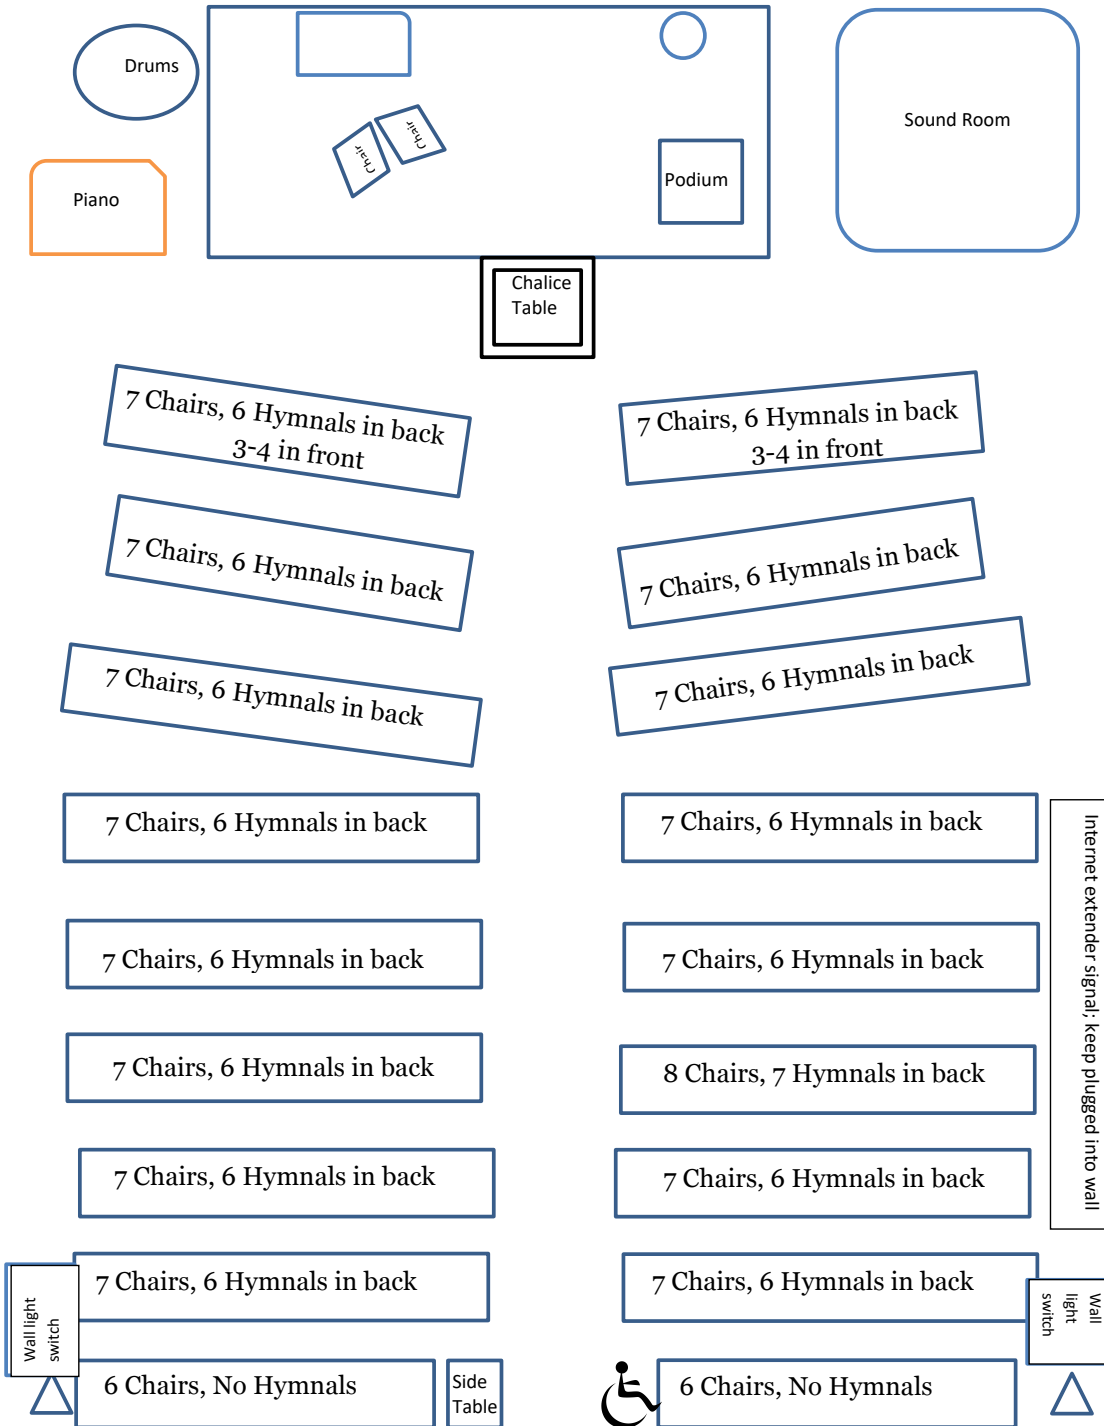 Drums
Sound Room
Chair
Chair
Podium
Piano
Chalice
Table
7 Chairs, 6 Hymnals in back
3-4 in front
7 Chairs, 6 Hymnals in back
3-4 in front
7 Chairs, 6 Hymnals in back
7 Chairs, 6 Hymnals in back
7 Chairs, 6 Hymnals in back
7 Chairs, 6 Hymnals in back
7 Chairs, 6 Hymnals in back
7 Chairs, 6 Hymnals in back
Internet extender signal; keep plugged into wall
7 Chairs, 6 Hymnals in back
7 Chairs, 6 Hymnals in back
7 Chairs, 6 Hymnals in back
8 Chairs, 7 Hymnals in back
7 Chairs, 6 Hymnals in back
7 Chairs, 6 Hymnals in back
7 Chairs, 6 Hymnals in back
7 Chairs, 6 Hymnals in back
Wall light
switch
Wall
light
switch
6 Chairs, No Hymnals
Side
Table
6 Chairs, No Hymnals